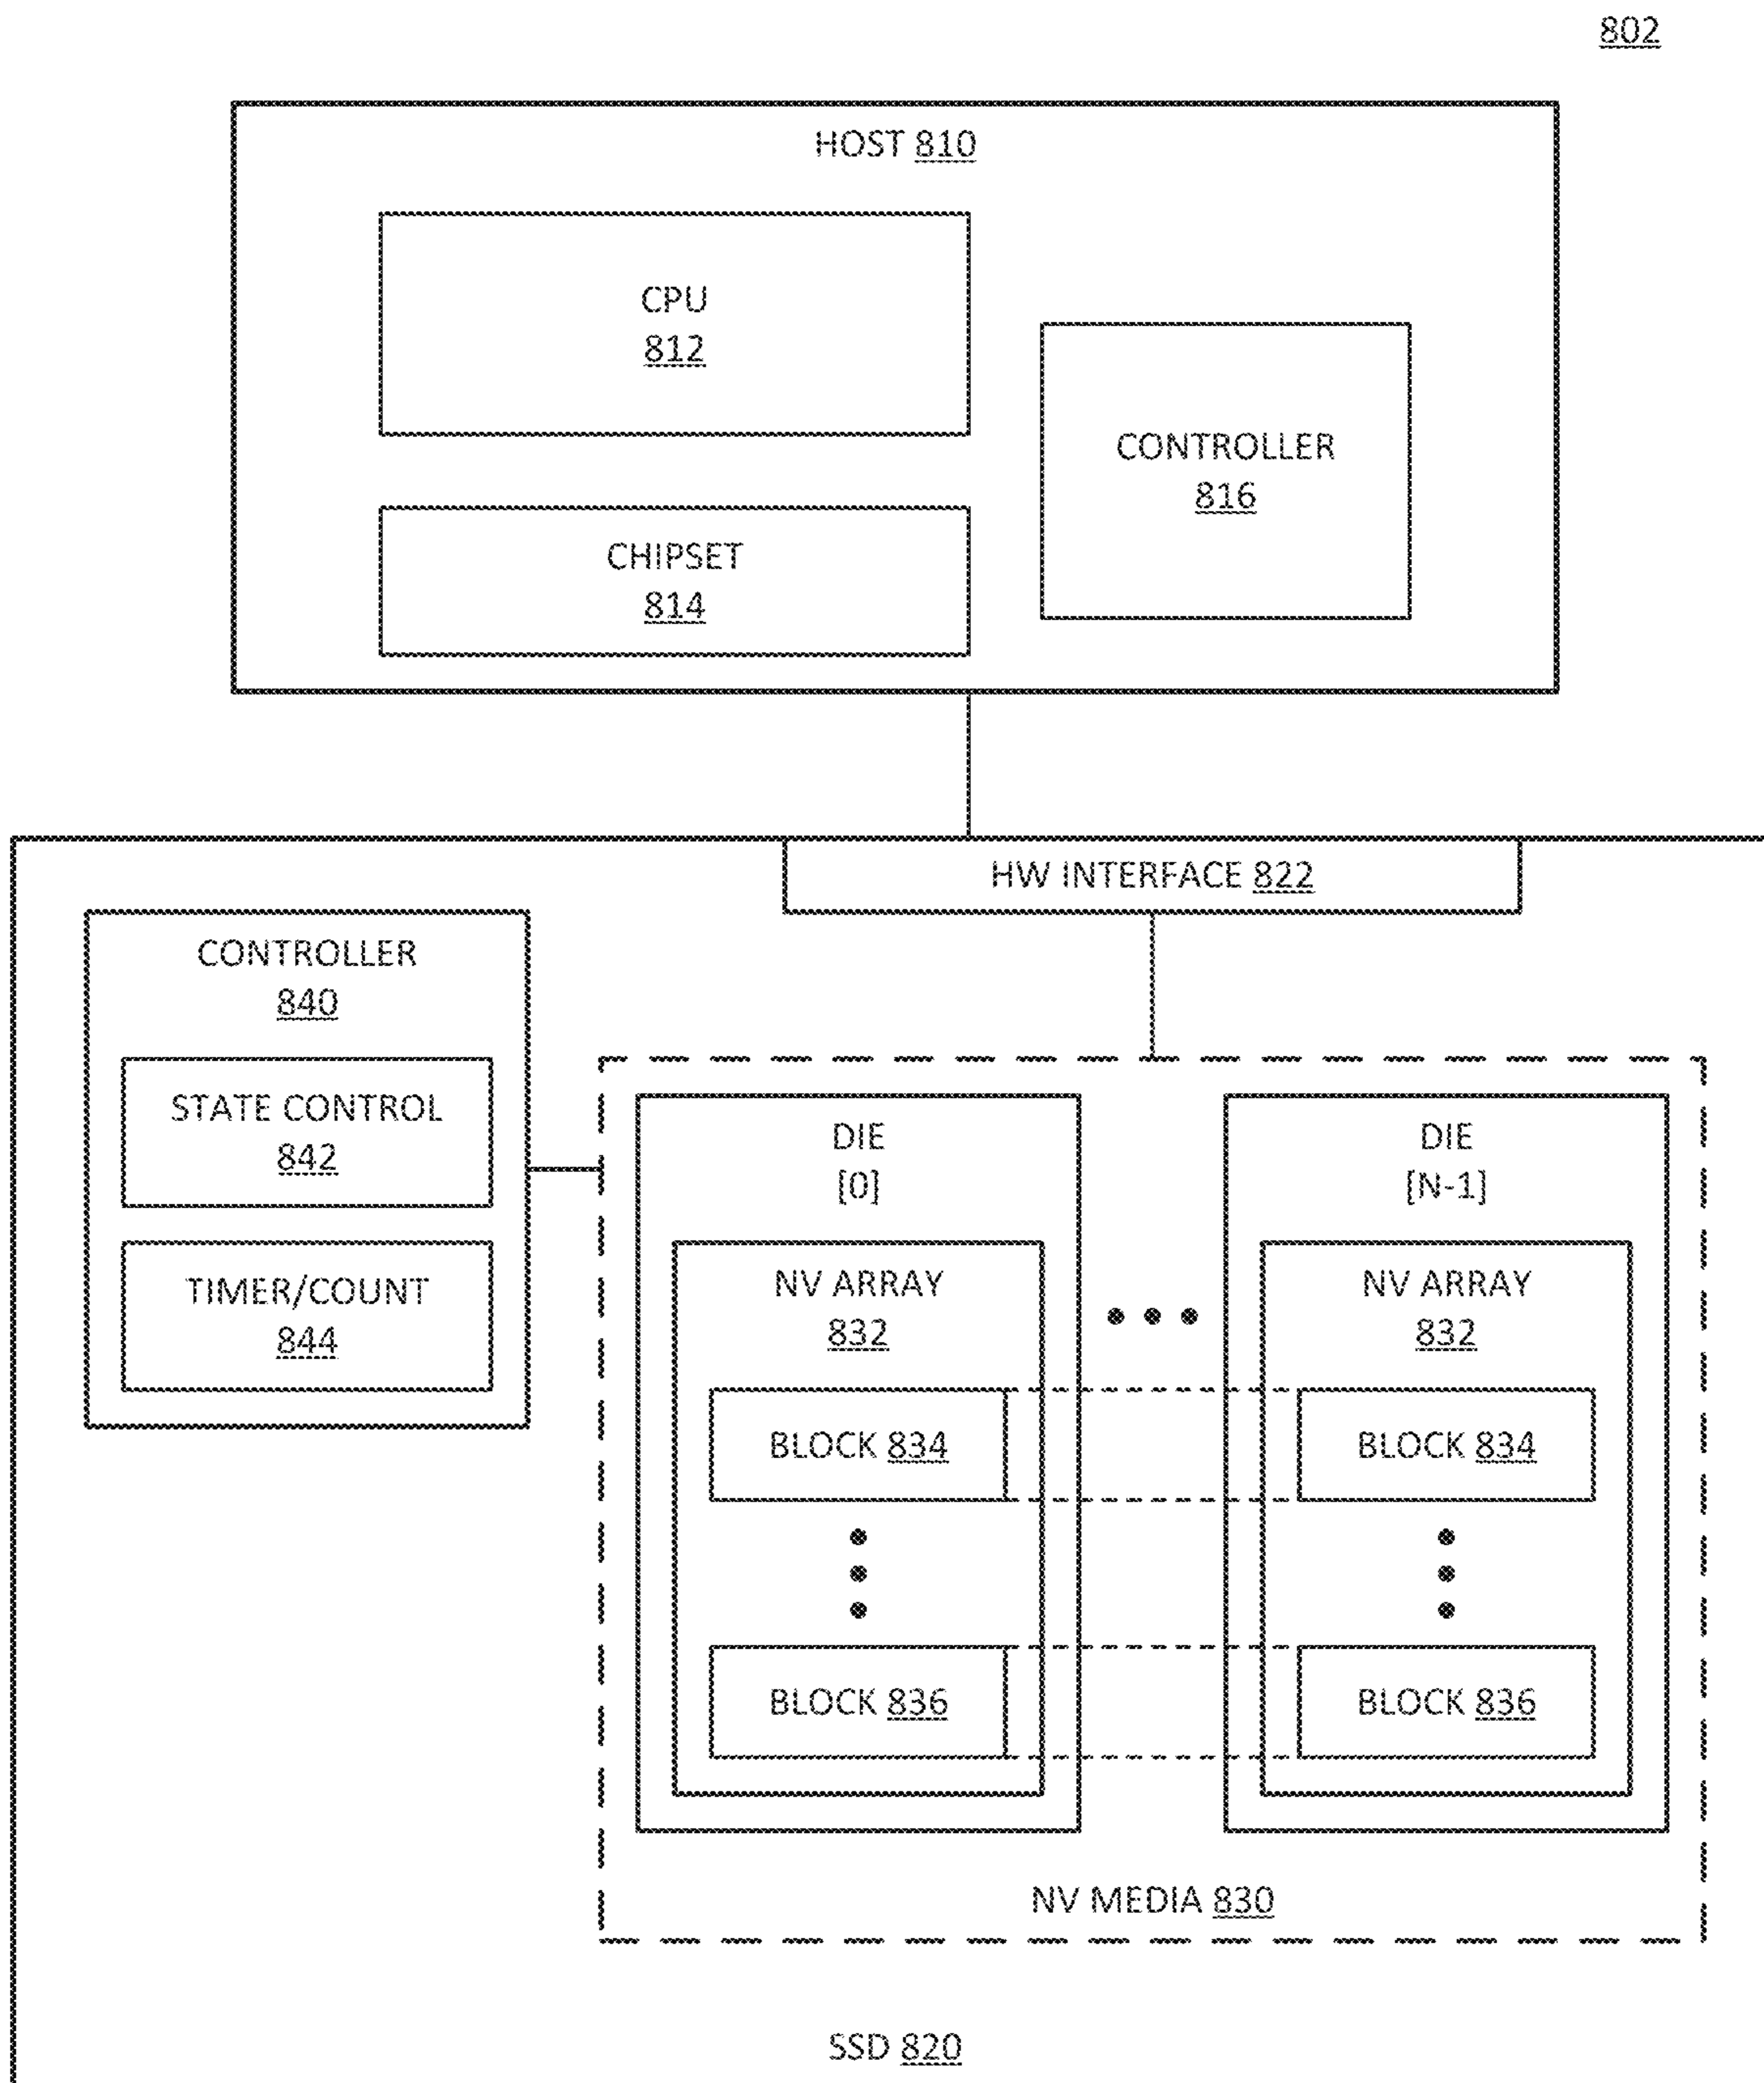 802
HOST 810
CPU
812
CONTROLLER
816
CHIPSET
814
HW INTERFACE 822
CONTROLLER
840
STATE CONTROL
842
TIMER/COUNT
844
DIE
[0]
NV ARRAY
832
BLOCK 834
BLOCK 836
DIE
[N-1]
NV ARRAY
832
BLOCK 834
BLOCK 836
NV MEDIA 830
SSD 820